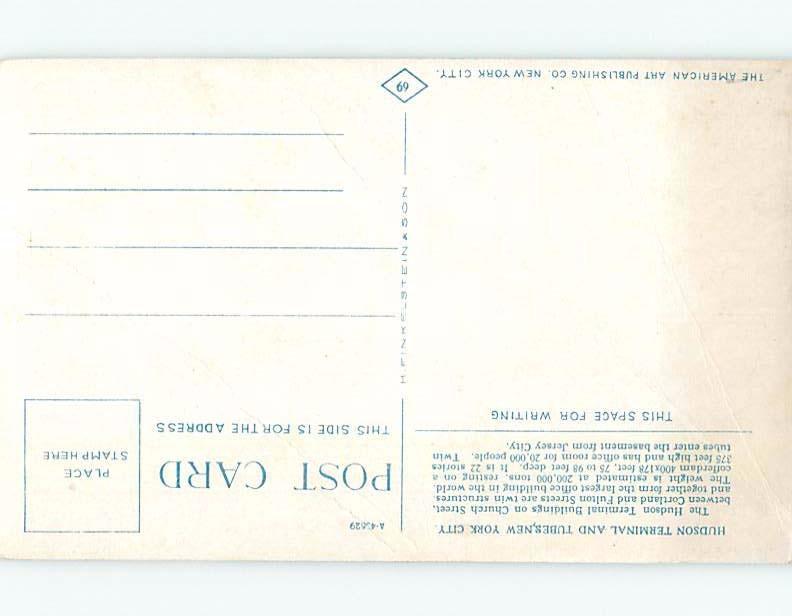 HUDSON TERMINAL AND TUBES, NEW YORK CITY.
The Hudson Terminal Buildings on Church Street,
between Cortland and Fulton Streets are twin structures,
and together form the largest office building in the world.
The weight is estimated at 200,000 tons, resting on a
cofferdam 400x178 feet, 75 to 98 feet deep. It is 22 stories
375 feet high and has office room for 20,000 people. Twin
tubes enter the basement from Jersey City.
THIS SPACE FOR WRITING
A-43629
POST CARD
THIS SIDE IS FOR THE ADDRESS
PLACE
STAMP HERE
H FINKELSTEIN & SON
69
THE AMERICAN ART PUBLISHING CO. NEW YORK CITY.